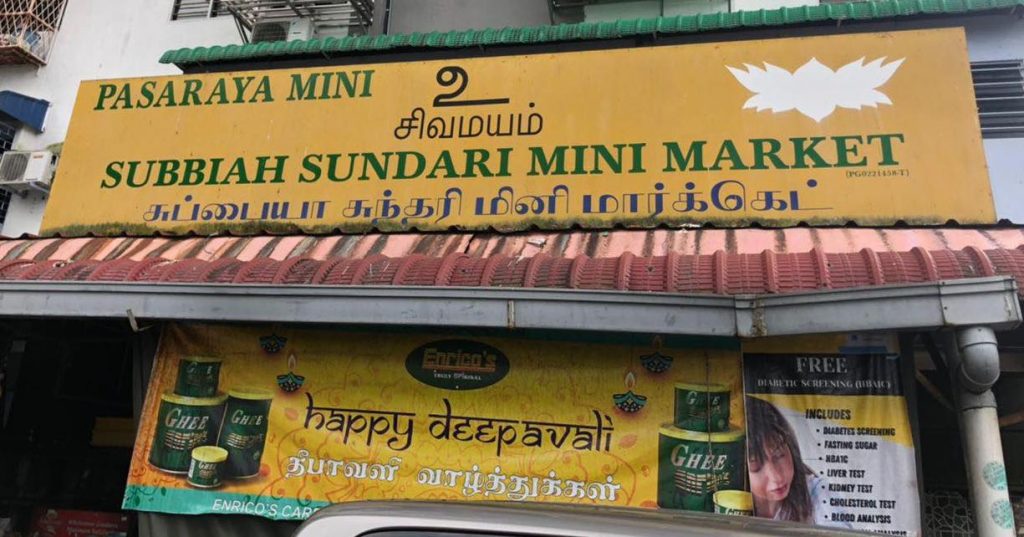 PASARAYA MINI
உ
சிவமயம்
SUBBIAH SUNDARI MINI MARKET
(PG0221458-T)
சுப்பையா சுந்தரி மினி மார்க்கெட்
Enrico's
happy deepavali
தீபாவளி வாழ்த்துக்கள்
GHEE
GHEE
GHEE
GHEE
ENRICO'S
FREE
DIABETIC SCREENING (HBA1C)
INCLUDES
• DIABETES SCREENING
• FASTING SUGAR
• HBA1C
• LIVER TEST
• KIDNEY TEST
• CHOLESTEROL TEST
• BLOOD ANALYSIS